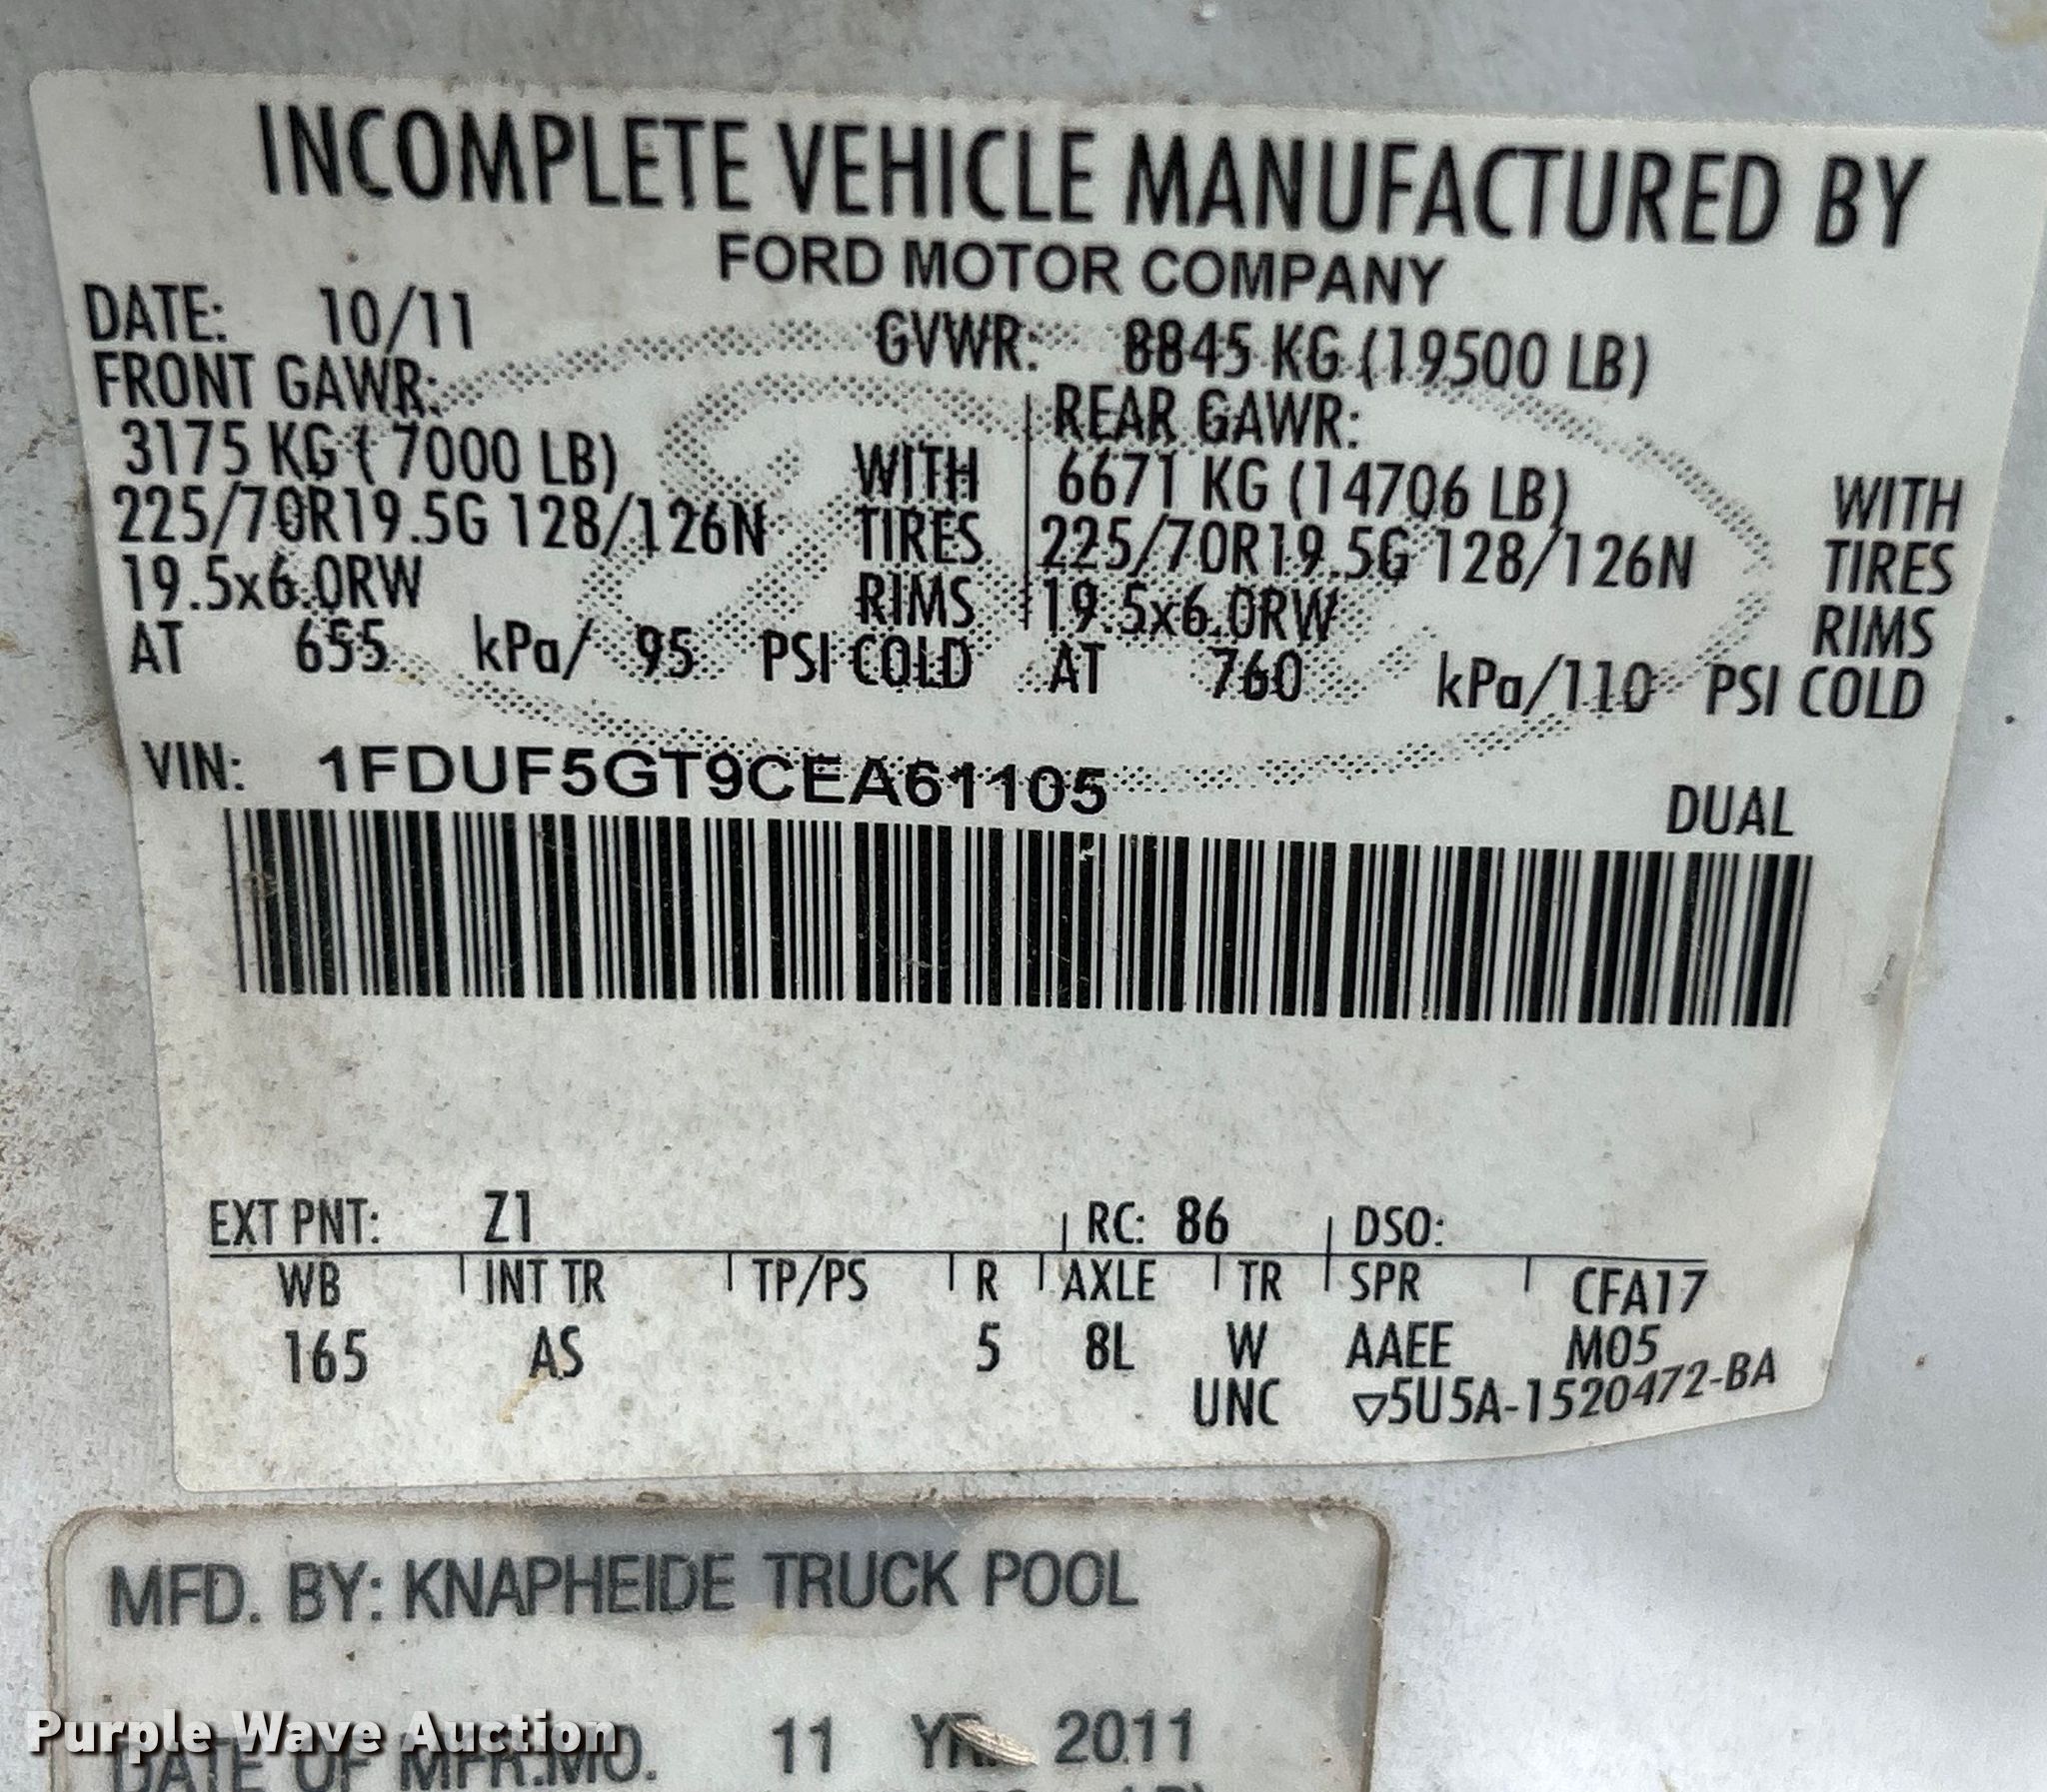 INCOMPLETE VEHICLE MANUFACTURED BY
FORD MOTOR COMPANY
DATE: 10/11 GVWR: 8845 KG (19500 LB)
FRONT GAWR: REAR GAWR:
3175 KG ( 7000 LB) WITH 6671 KG (14706 LB) WITH
225/70R19.5G 128/126N TIRES 225/70R19.5G 128/126N TIRES
19.5x6.0RW RIMS 19.5x6.0RW RIMS
AT 655 kPa/ 95 PSI COLD AT 760 kPa/110 PSI COLD
VIN: 1FDUF5GT9CEA61105
DUAL
EXT PNT: Z1 RC: 86 DSO:
WB INT TR TP/PS R AXLE TR SPR CFA17
165 AS 5 8L W AAEE M05
UNC ▽5U5A-1520472-BA
MFD. BY: KNAPHEIDE TRUCK POOL
DATE OF MFR.MO. 11 YR. 2011
Purple Wave Auction